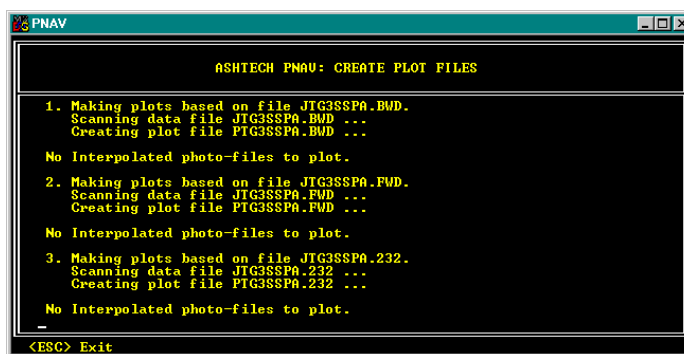 PNAV
ASHTECH PNAV: CREATE PLOT FILES
1. Making plots based on file JTG3SSPA.BWD.
Scanning data file JTG3SSPA.BWD ...
Creating plot file PTG3SSPA.BWD ...
No Interpolated photo-files to plot.
2. Making plots based on file JTG3SSPA.FWD.
Scanning data file JTG3SSPA.FWD ...
Creating plot file PTG3SSPA.FWD ...
No Interpolated photo-files to plot.
3. Making plots based on file JTG3SSPA.232.
Scanning data file JTG3SSPA.232 ...
Creating plot file PTG3SSPA.232 ...
No Interpolated photo-files to plot.
<ESC> Exit